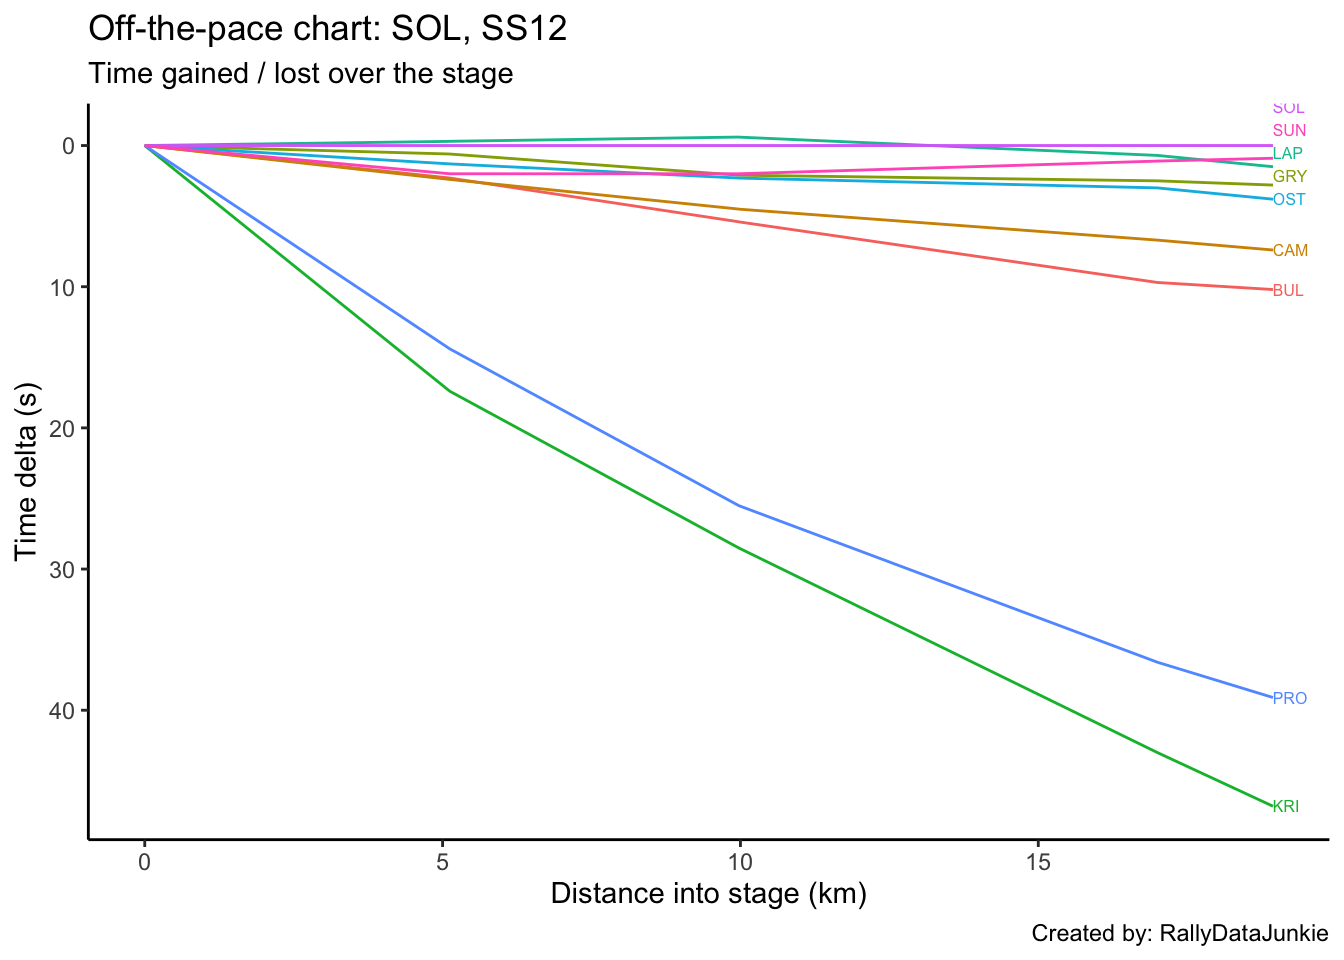 Off-the-pace chart: SOL, SS12
Time gained / lost over the stage
SOL
SUN
LAP
GRY
OST
CAM
BUL
PRO
KRI
0
10
20
30
40
Time delta (s)
0 5 10 15
Distance into stage (km)
Created by: RallyDataJunkie